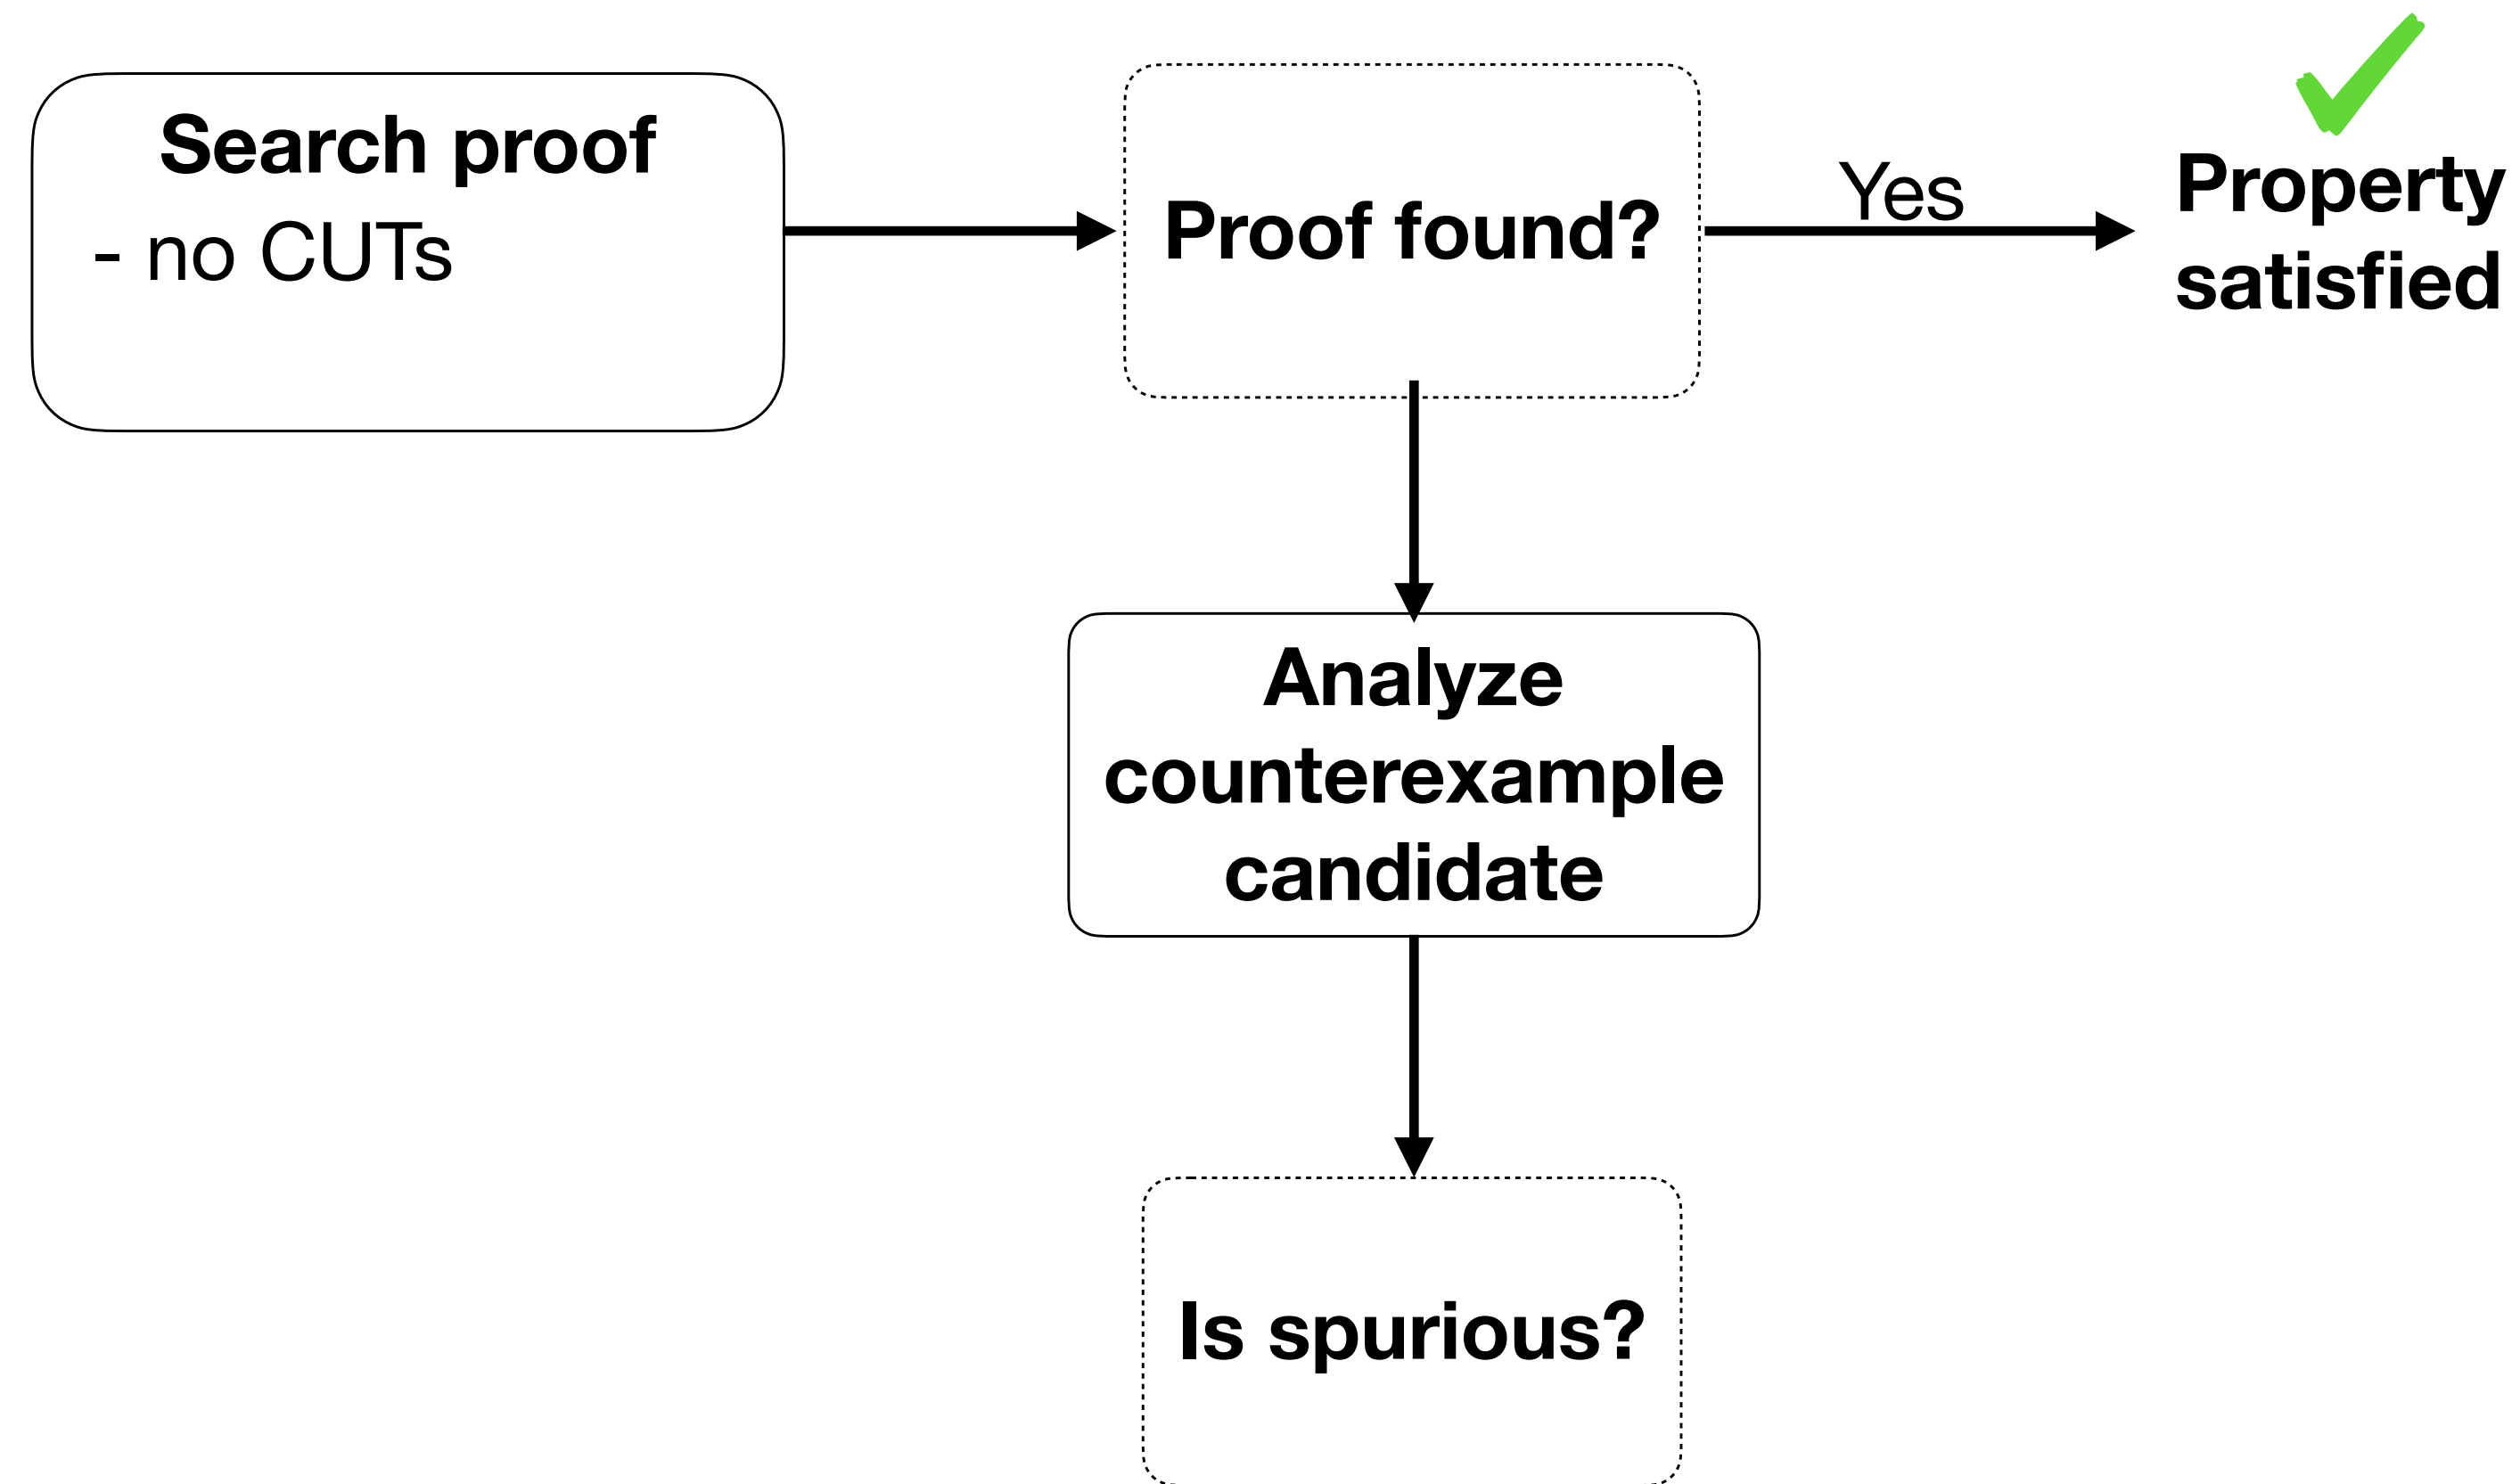 Search proof
- no CUTs
Proof found?
Yes
Property
satisfied
Analyze
counterexample
candidate
Is spurious?